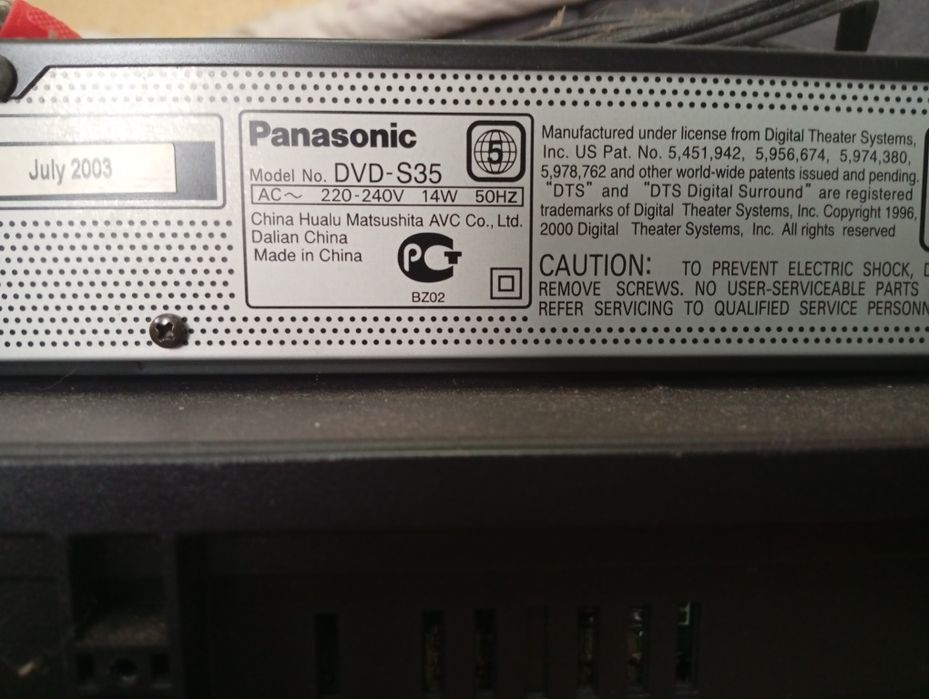 July 2003
Panasonic
5
Model No. DVD-S35
AC~ 220-240V 14W 50HZ
China Hualu Matsushita AVC Co., Ltd.
Dalian China
Made in China
РСТ
BZ02
Manufactured under license from Digital Theater Systems,
Inc. US Pat. No. 5,451,942, 5,956,674, 5,974,380,
5,978,762 and other world-wide patents issued and pending.
"DTS" and "DTS Digital Surround" are registered
trademarks of Digital Theater Systems, Inc. Copyright 1996,
2000 Digital Theater Systems, Inc. All rights reserved
CAUTION: TO PREVENT ELECTRIC SHOCK, D
REMOVE SCREWS. NO USER-SERVICEABLE PARTS
REFER SERVICING TO QUALIFIED SERVICE PERSONN